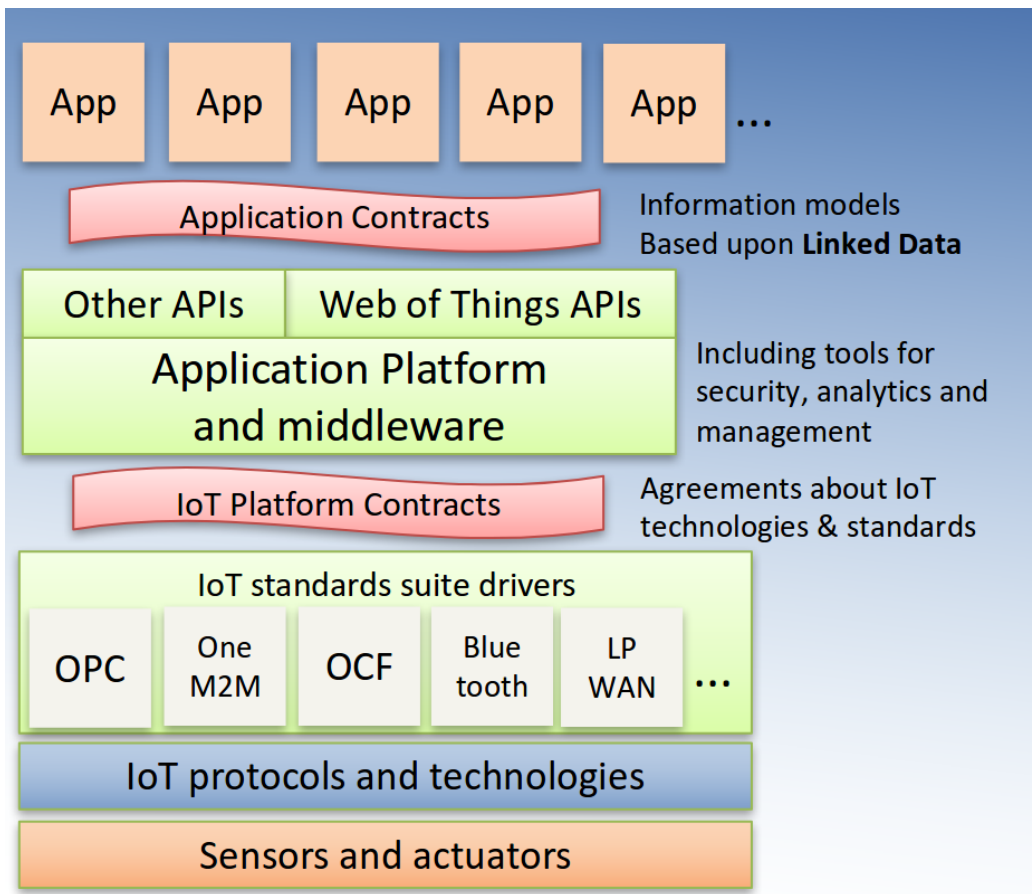 App
App
App
App
App
...
Application Contracts
Information models
Based upon Linked Data
Other APIs
Web of Things APIs
Application Platform
and middleware
Including tools for
security, analytics and
management
IoT Platform Contracts
Agreements about IoT
technologies & standards
IoT standards suite drivers
OPC
One
M2M
OCF
Blue
tooth
LP
WAN
...
IoT protocols and technologies
Sensors and actuators